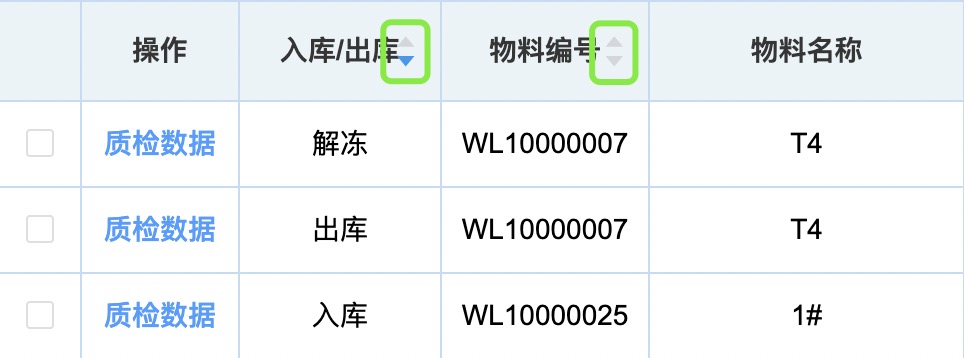 操作 入库/出库 物料编号 物料名称
质检数据 解冻 WL10000007 T4
质检数据 出库 WL10000007 T4
质检数据 入库 WL10000025 1#